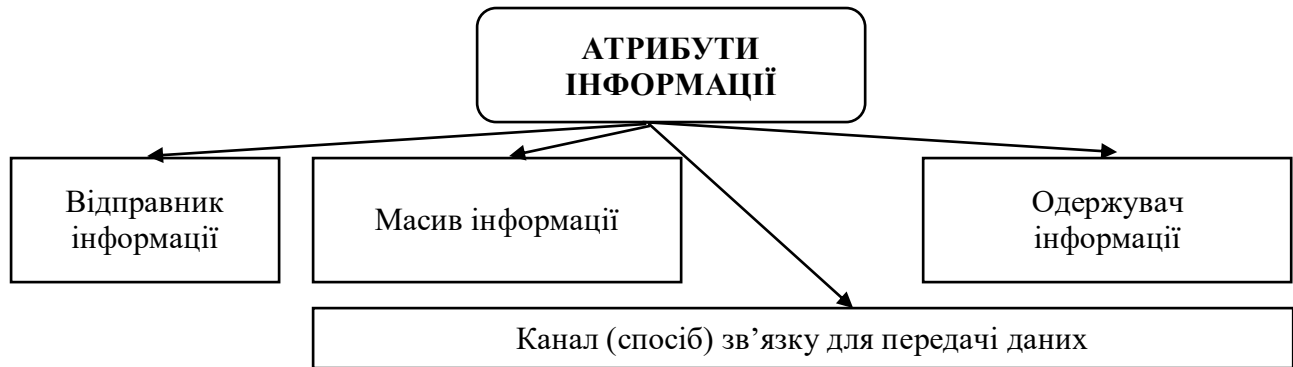 АТРИБУТИ
ІНФОРМАЦІЇ
Відправник
інформації
Масив інформації
Одержувач
інформації
Канал (спосіб) зв’язку для передачі даних